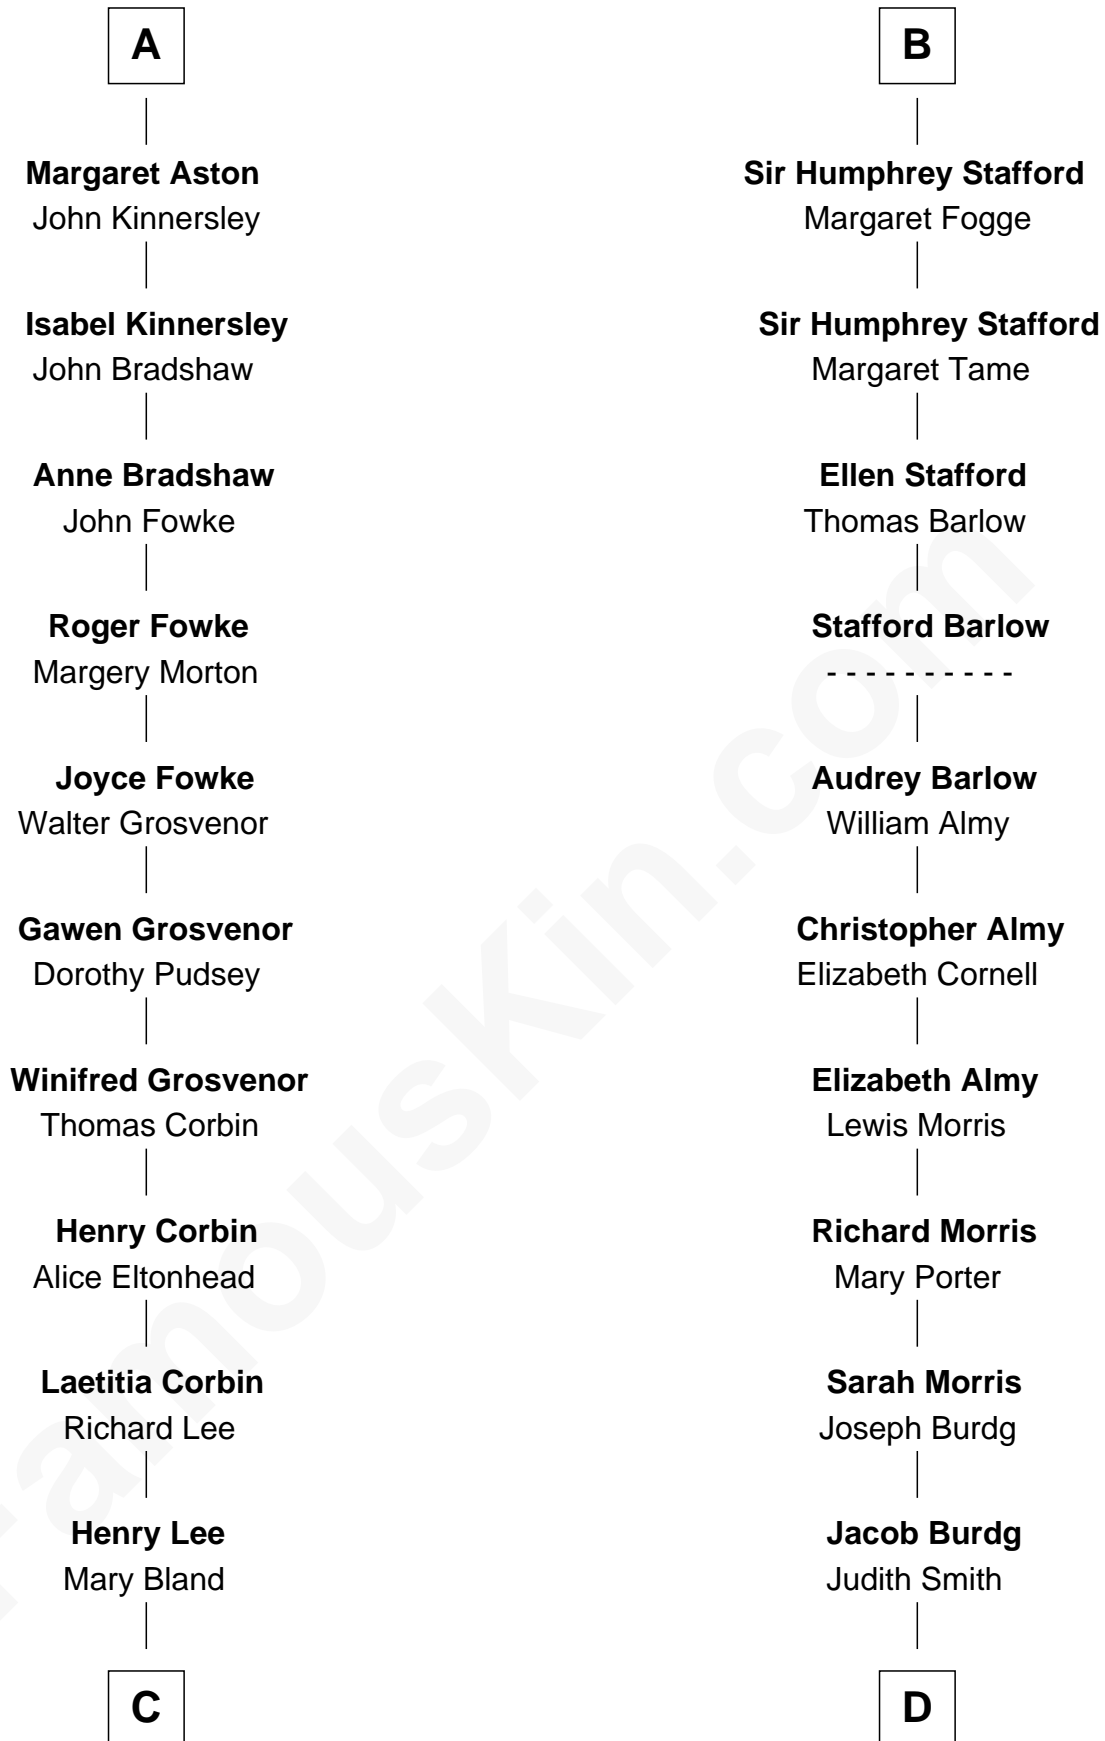 A
Margaret Aston
John Kinnersley
Isabel Kinnersley
John Bradshaw
Anne Bradshaw
John Fowke
Roger Fowke
Margery Morton
Joyce Fowke
Walter Grosvenor
Gawen Grosvenor
Dorothy Pudsey
Winifred Grosvenor
Thomas Corbin
Henry Corbin
Alice Eltonhead
Laetitia Corbin
Richard Lee
Henry Lee
Mary Bland
C
B
Sir Humphrey Stafford
Margaret Fogge
Sir Humphrey Stafford
Margaret Tame
Ellen Stafford
Thomas Barlow
Stafford Barlow
- - - - - - - - - -
Audrey Barlow
William Almy
Christopher Almy
Elizabeth Cornell
Elizabeth Almy
Lewis Morris
Richard Morris
Mary Porter
Sarah Morris
Joseph Burdg
Jacob Burdg
Judith Smith
D
FamousKin.com